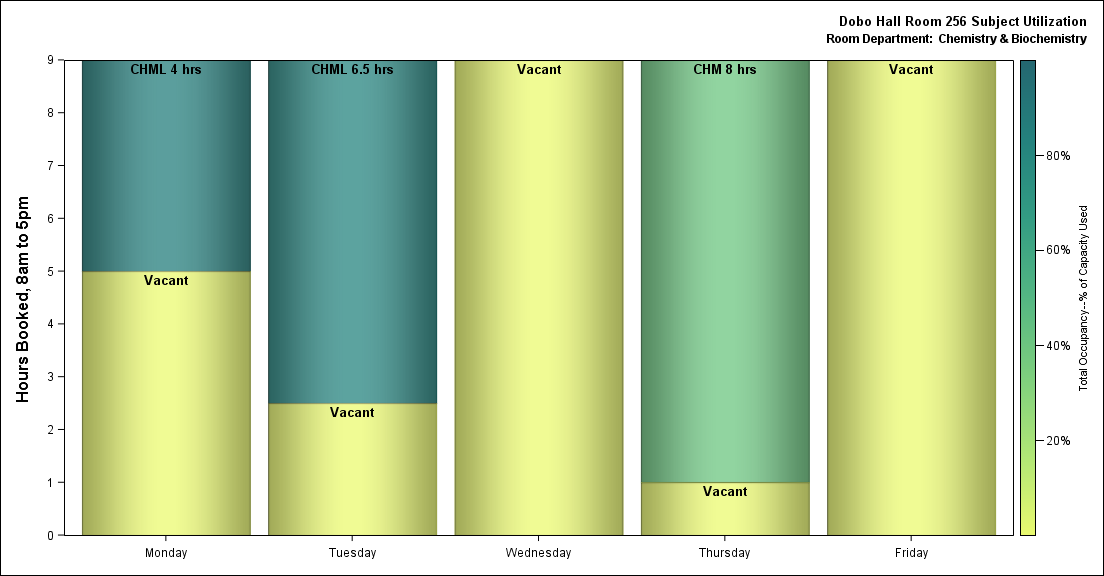 Dobo Hall Room 256 Subject Utilization
Room Department: Chemistry & Biochemistry
Hours Booked, 8am to 5pm
9
8
7
6
5
4
3
2
1
0
CHML 4 hrs
Vacant
CHML 6.5 hrs
Vacant
Vacant
CHM 8 hrs
Vacant
Vacant
Monday
Tuesday
Wednesday
Thursday
Friday
80%
60%
40%
20%
Total Occupancy--% of Capacity Used